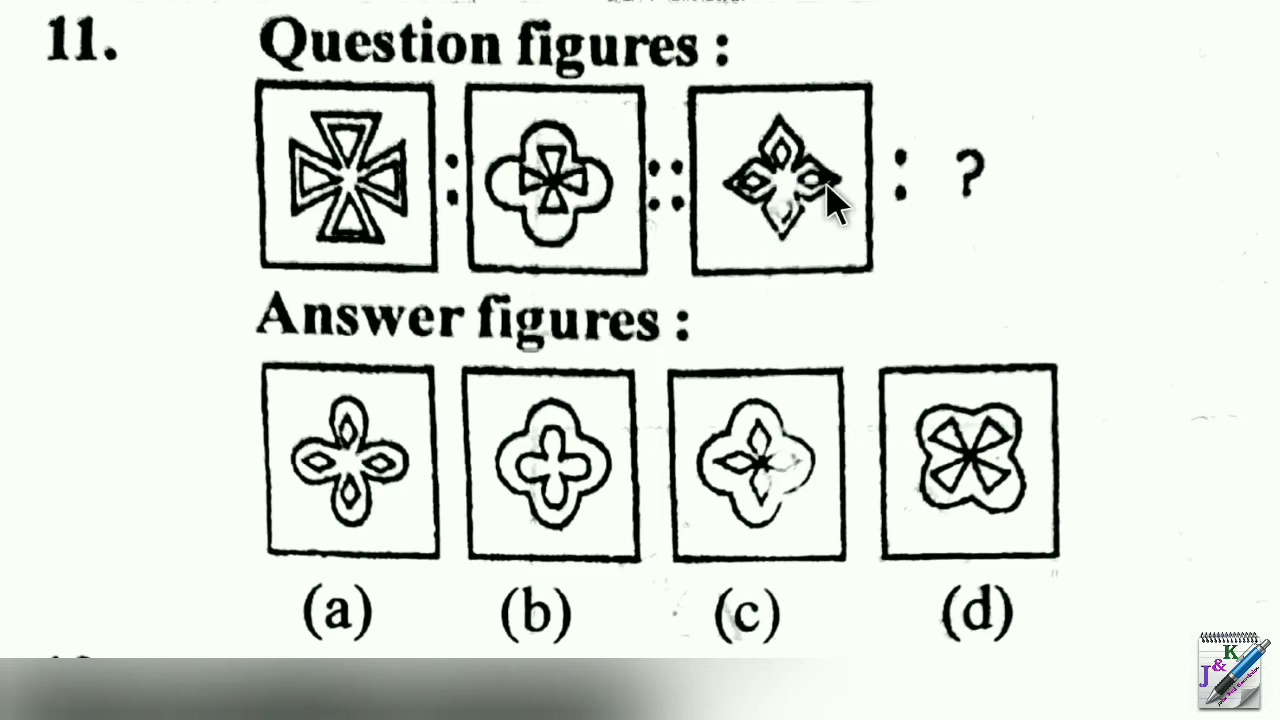 11. Question figures :
: :: : ?
Answer figures :
(a) (b) (c) (d)
J&K